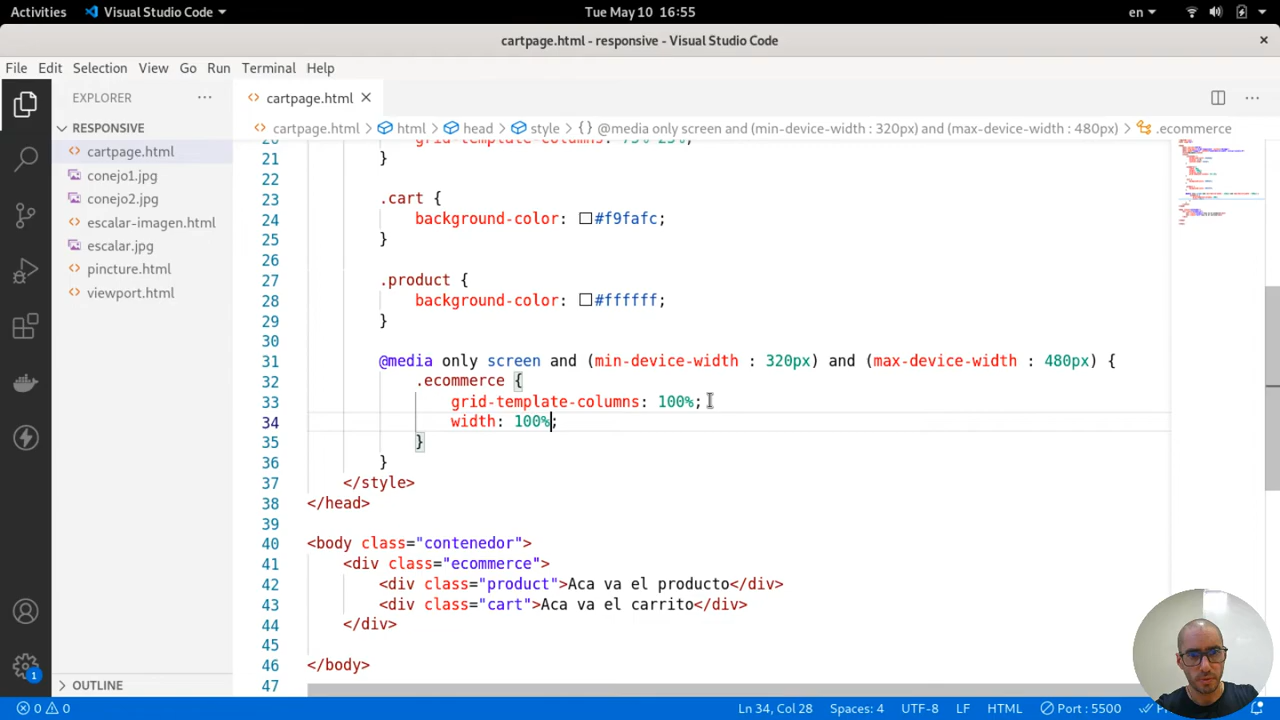 Activities
Visual Studio Code
Tue May 10 16:55
en
cartpage.html - responsive - Visual Studio Code
File Edit Selection View Go Run Terminal Help
EXPLORER
RESPONSIVE
cartpage.html
conejo1.jpg
conejo2.jpg
escalar-imagen.html
escalar.jpg
pincture.html
viewport.html
OUTLINE
1
cartpage.html
cartpage.html > html > head > style > {} @media only screen and (min-device-width : 320px) and (max-device-width : 480px) > .ecommerce
21 }
22
23 .cart {
24 background-color: #f9fafc;
25 }
26
27 .product {
28 background-color: #ffffff;
29 }
30
31 @media only screen and (min-device-width : 320px) and (max-device-width : 480px) {
32 .ecommerce {
33 grid-template-columns: 100%;
34 width: 100%;
35 }
36 }
37 </style>
38 </head>
39
40 <body class="contenedor">
41 <div class="ecommerce">
42 <div class="product">Aca va el producto</div>
43 <div class="cart">Aca va el carrito</div>
44 </div>
45
46 </body>
47
0 0 Ln 34, Col 28 Spaces: 4 UTF-8 LF HTML Port : 5500